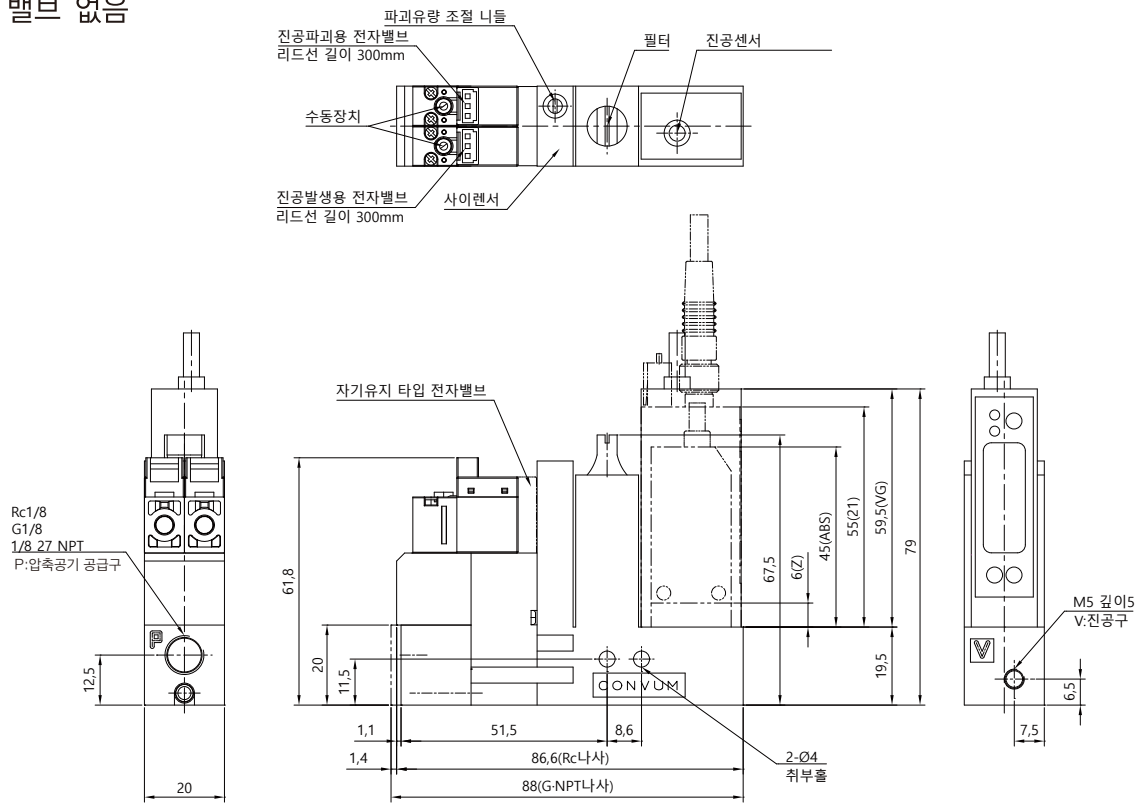 밸브 없음
파괴유량 조절 니들
진공파괴용 전자밸브
리드선 길이 300mm
필터
진공센서
수동장치
진공발생용 전자밸브
리드선 길이 300mm
사이렌서
자기유지 타입 전자밸브
Rc1/8
G1/8
1/8 27 NPT
P:압축공기 공급구
P
12,5
20
61,8
20
11,5
1,1
51,5
8,6
1,4
86,6(Rc나사)
88(G·NPT나사)
CONVUM
2-Ø4
취부홀
67,5
6(Z)
45(ABS)
55(21)
59,5(VG)
79
19,5
M5 깊이5
V:진공구
V
6,5
7,5